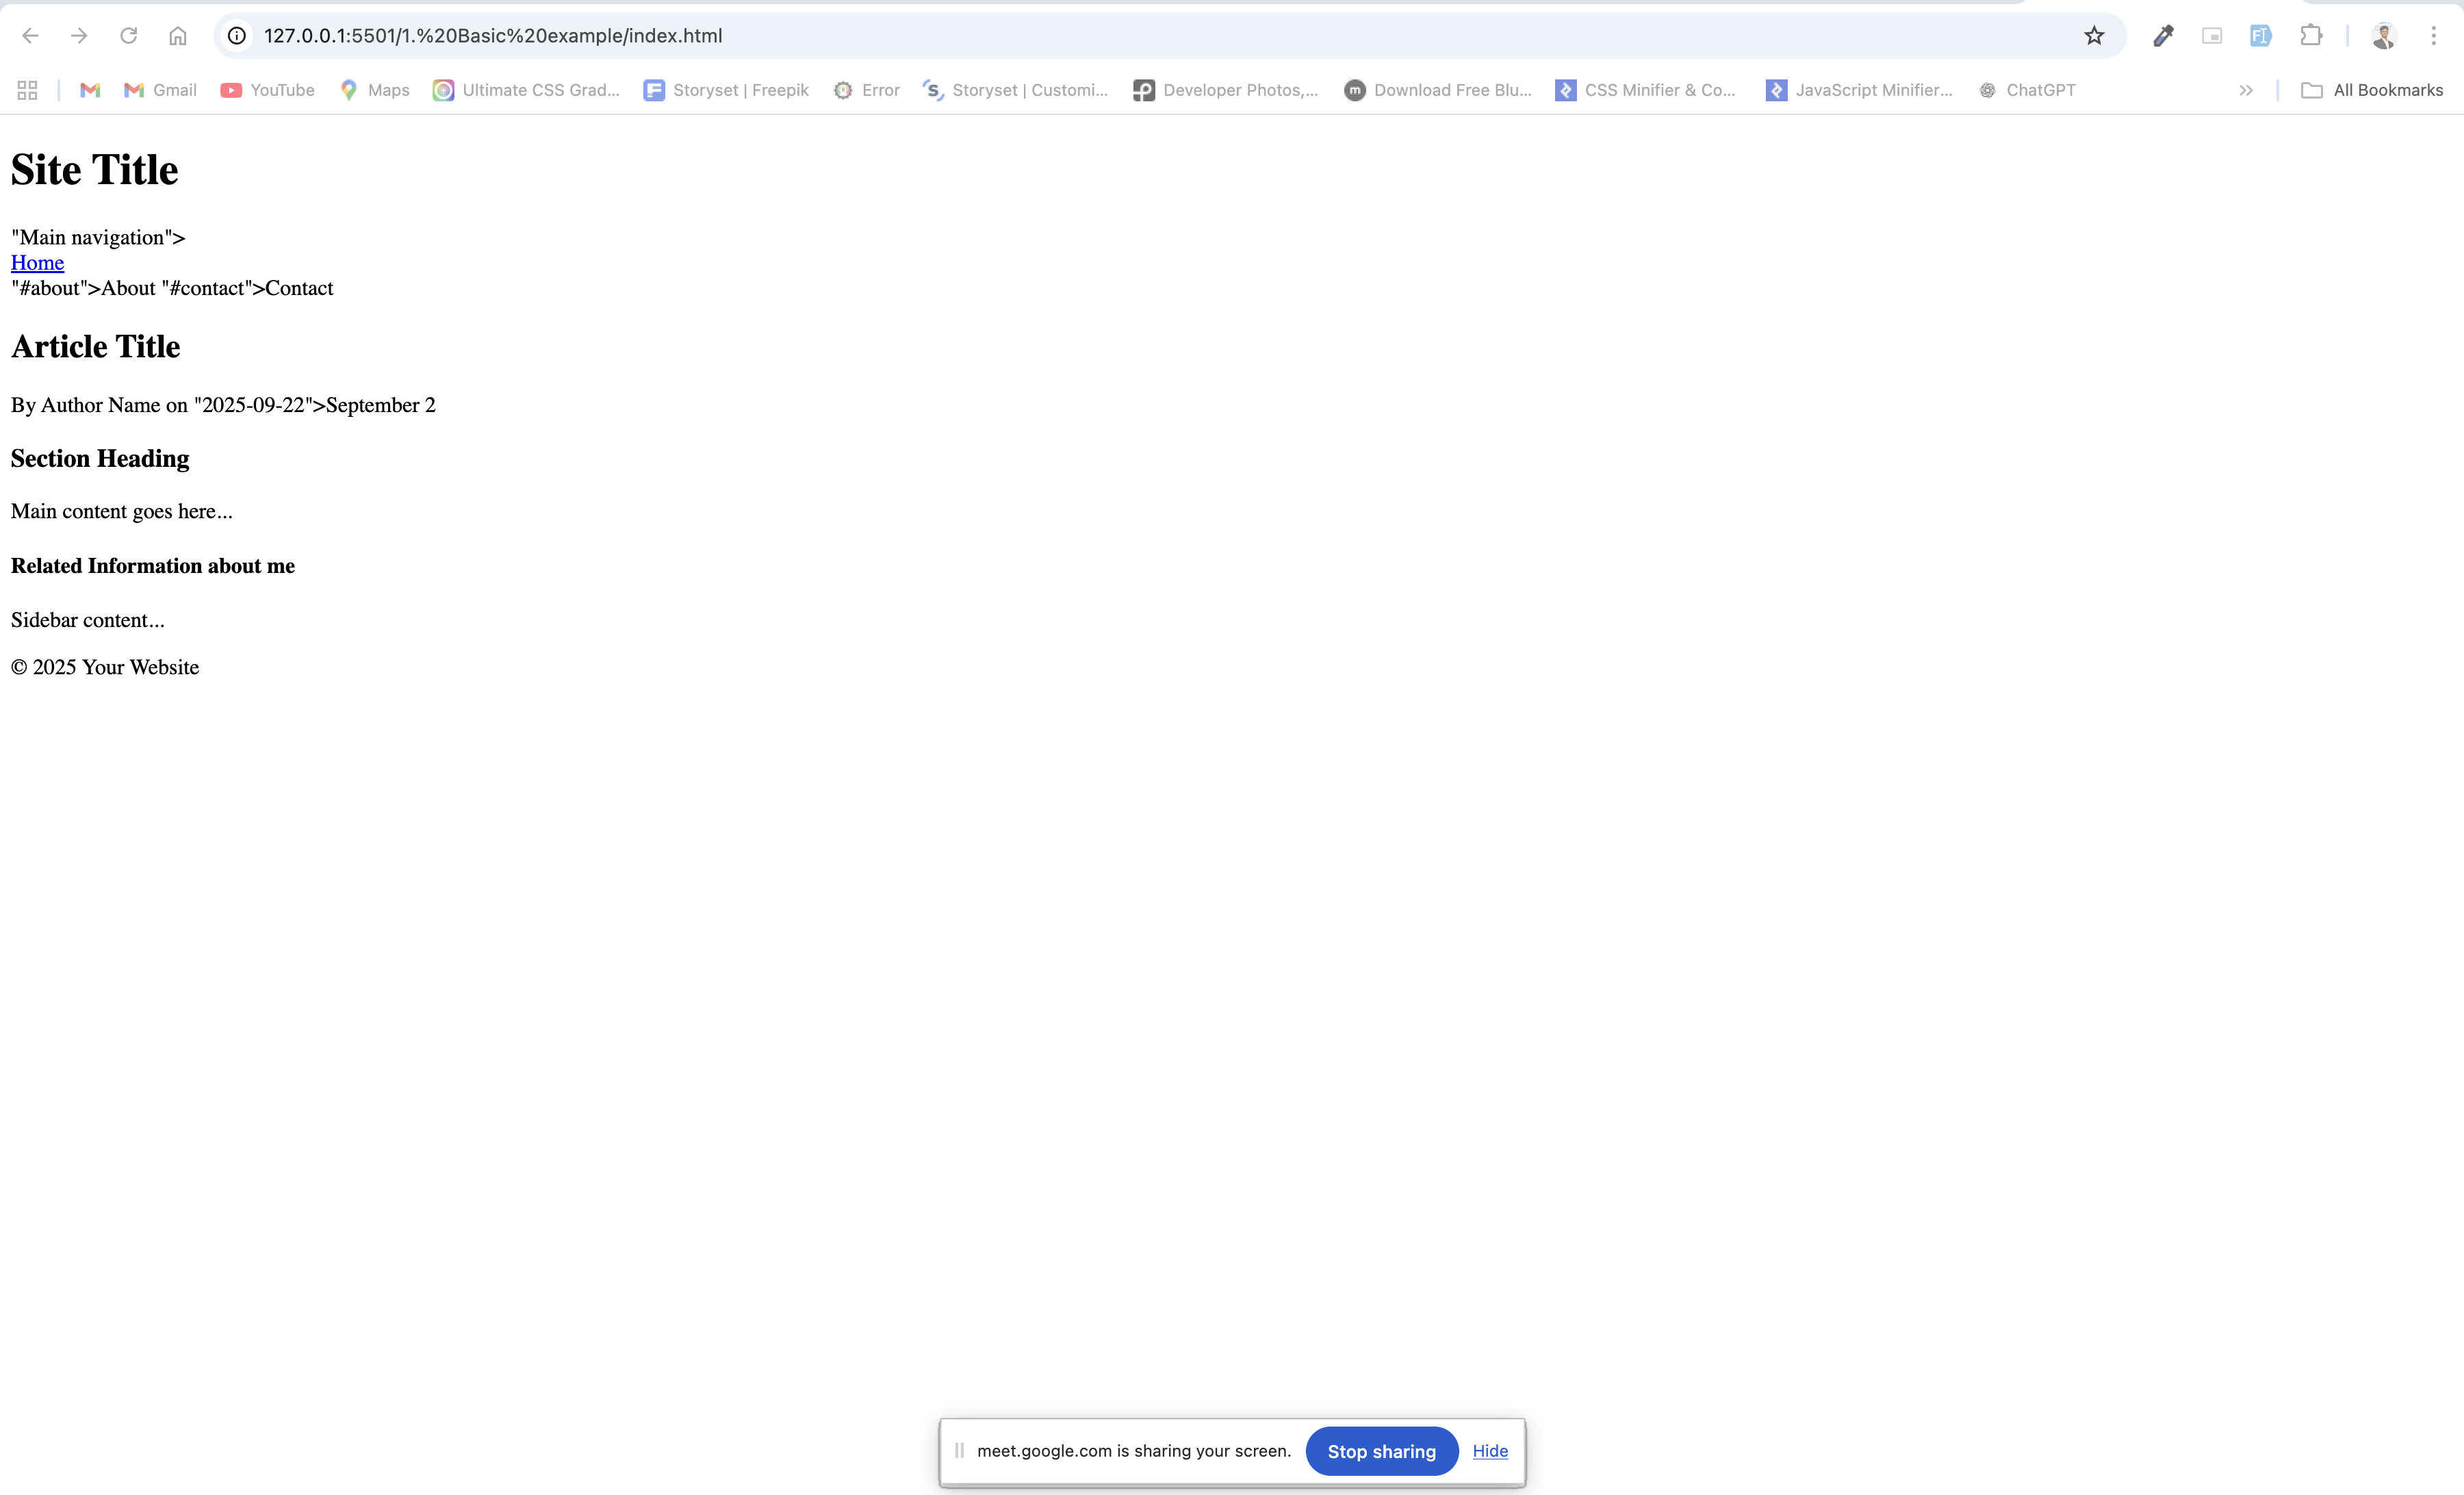 127.0.0.1:5501/1.%20Basic%20example/index.html
Gmail YouTube Maps Ultimate CSS Grad... Storyset | Freepik Error Storyset | Customi... Developer Photos,... Download Free Blu... CSS Minifier & Co... JavaScript Minifier... ChatGPT All Bookmarks
Site Title
"Main navigation">
Home
"#about">About "#contact">Contact
Article Title
By Author Name on "2025-09-22">September 2
Section Heading
Main content goes here...
Related Information about me
Sidebar content...
© 2025 Your Website
meet.google.com is sharing your screen. Stop sharing Hide